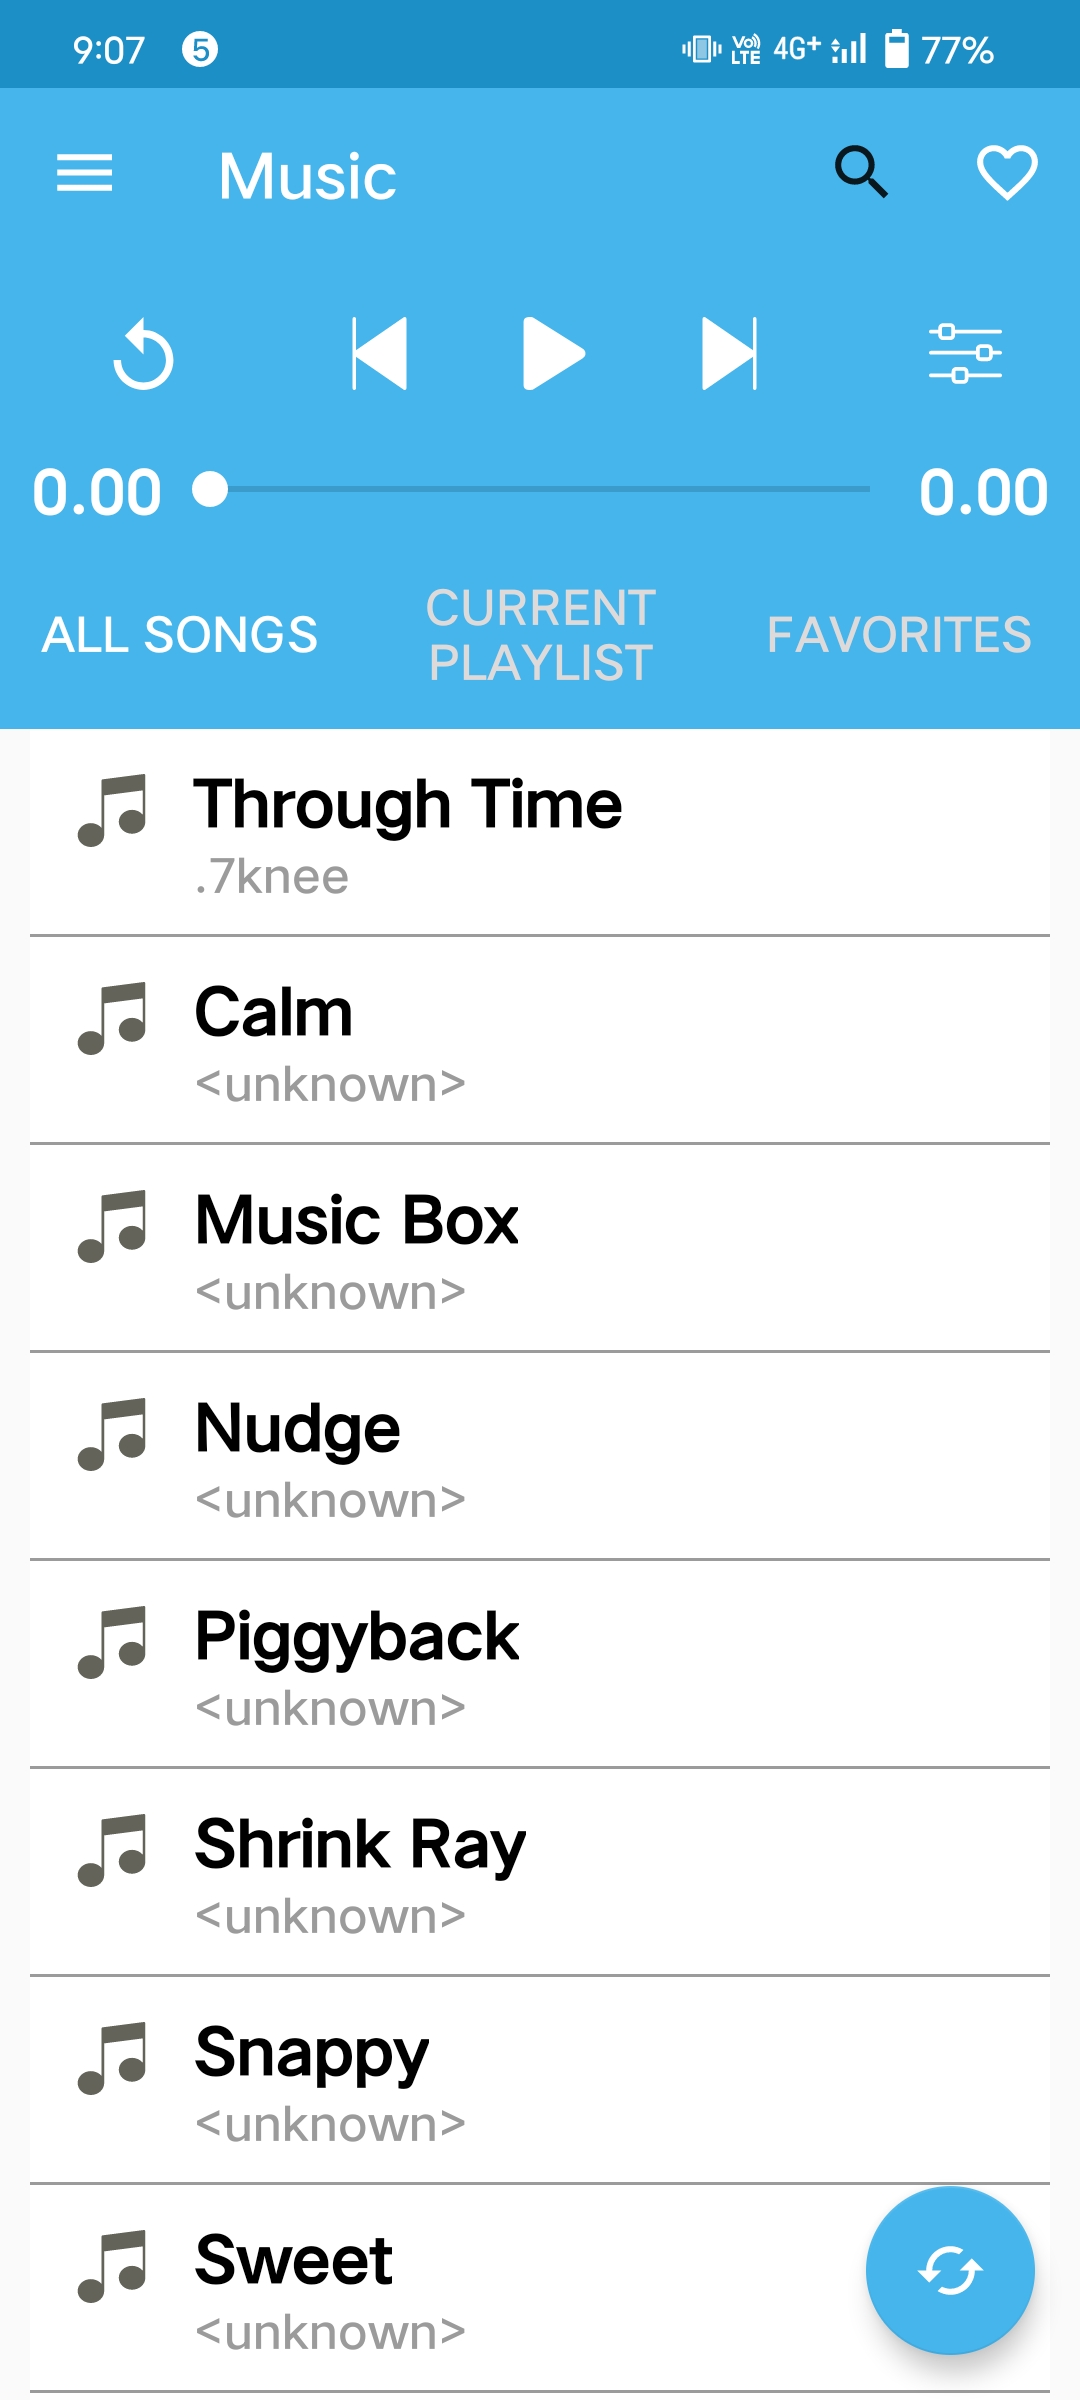 9:07 5 Vo) LTE 4G+ 77%
Music
0.00 0.00
ALL SONGS CURRENT PLAYLIST FAVORITES
Through Time
.7knee
Calm
<unknown>
Music Box
<unknown>
Nudge
<unknown>
Piggyback
<unknown>
Shrink Ray
<unknown>
Snappy
<unknown>
Sweet
<unknown>